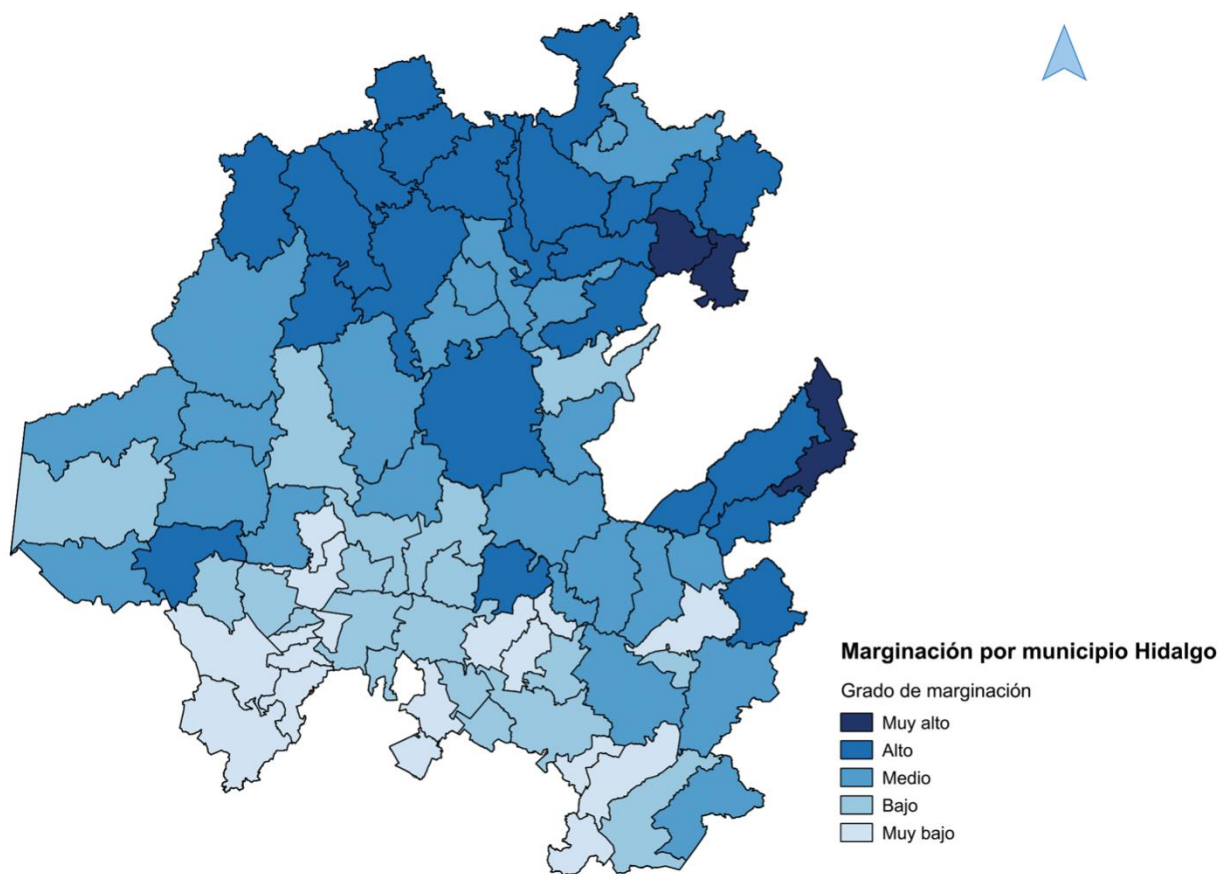 Marginación por municipio Hidalgo
Grado de marginación
Muy alto
Alto
Medio
Bajo
Muy bajo